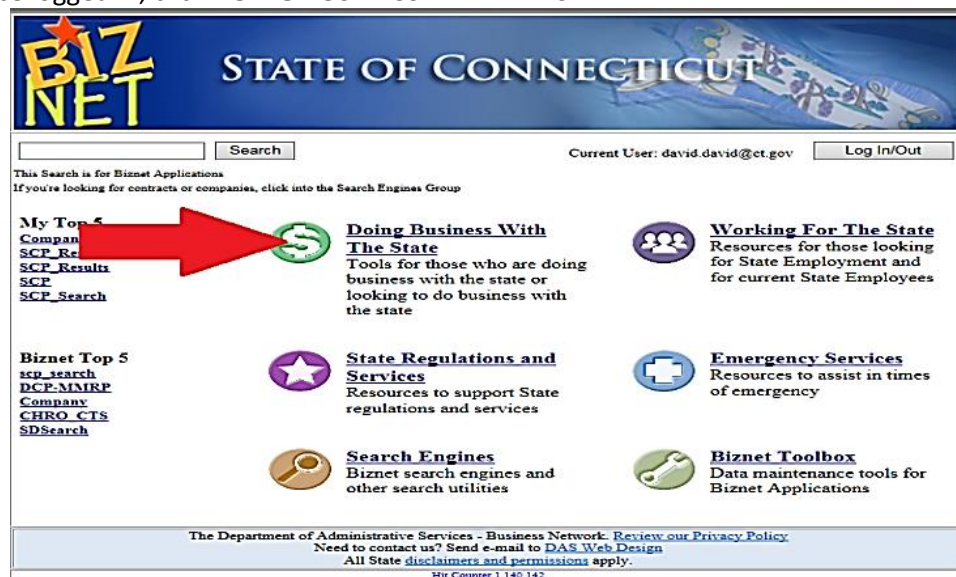 BIZ
NET
STATE OF CONNECTICUT
Search
Current User: david.david@ct.gov
Log In/Out
This Search is for Biznet Applications
If you're looking for contracts or companies, click into the Search Engines Group
My Top 5
Compan
SCP_Re
SCP_Results
SCP
SCP_Search
Doing Business With
The State
Tools for those who are doing
business with the state or
looking to do business with
the state
Working For The State
Resources for those looking
for State Employment and
for current State Employees
Biznet Top 5
scp_search
DCP-MMRP
Company
CHRO_CTS
SDSearch
State Regulations and
Services
Resources to support State
regulations and services
Emergency Services
Resources to assist in times
of emergency
Search Engines
Biznet search engines and
other search utilities
Biznet Toolbox
Data maintenance tools for
Biznet Applications
The Department of Administrative Services - Business Network. Review our Privacy Policy
Need to contact us? Send e-mail to DAS Web Design
All State disclaimers and permissions apply.
Hit Counter 1,140,142